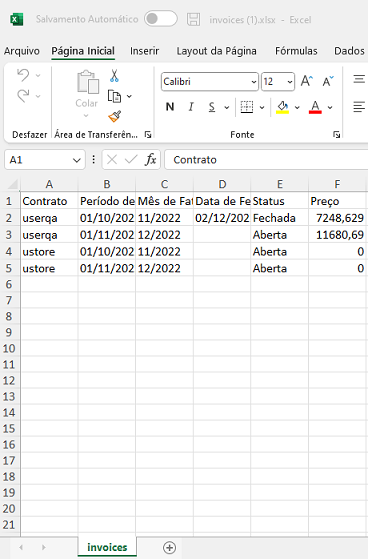 Salvamento Automático invoices (1).xlsx - Excel
Arquivo Página Inicial Inserir Layout da Página Fórmulas Dados
Colar Calibri 12 A A
N I S A
Desfazer Área de Transferên... Fonte
A1 fx Contrato
A B C D E F
1 Contrato Período de Mês de Fat Data de Fe Status Preço
2 userqa 01/10/202 11/2022 02/12/202 Fechada 7248,629
3 userqa 01/11/202 12/2022 Aberta 11680,69
4 ustore 01/10/202 11/2022 Aberta 0
5 ustore 01/11/202 12/2022 Aberta 0
6
7
8
9
10
11
12
13
14
15
16
17
18
19
20
21
invoices